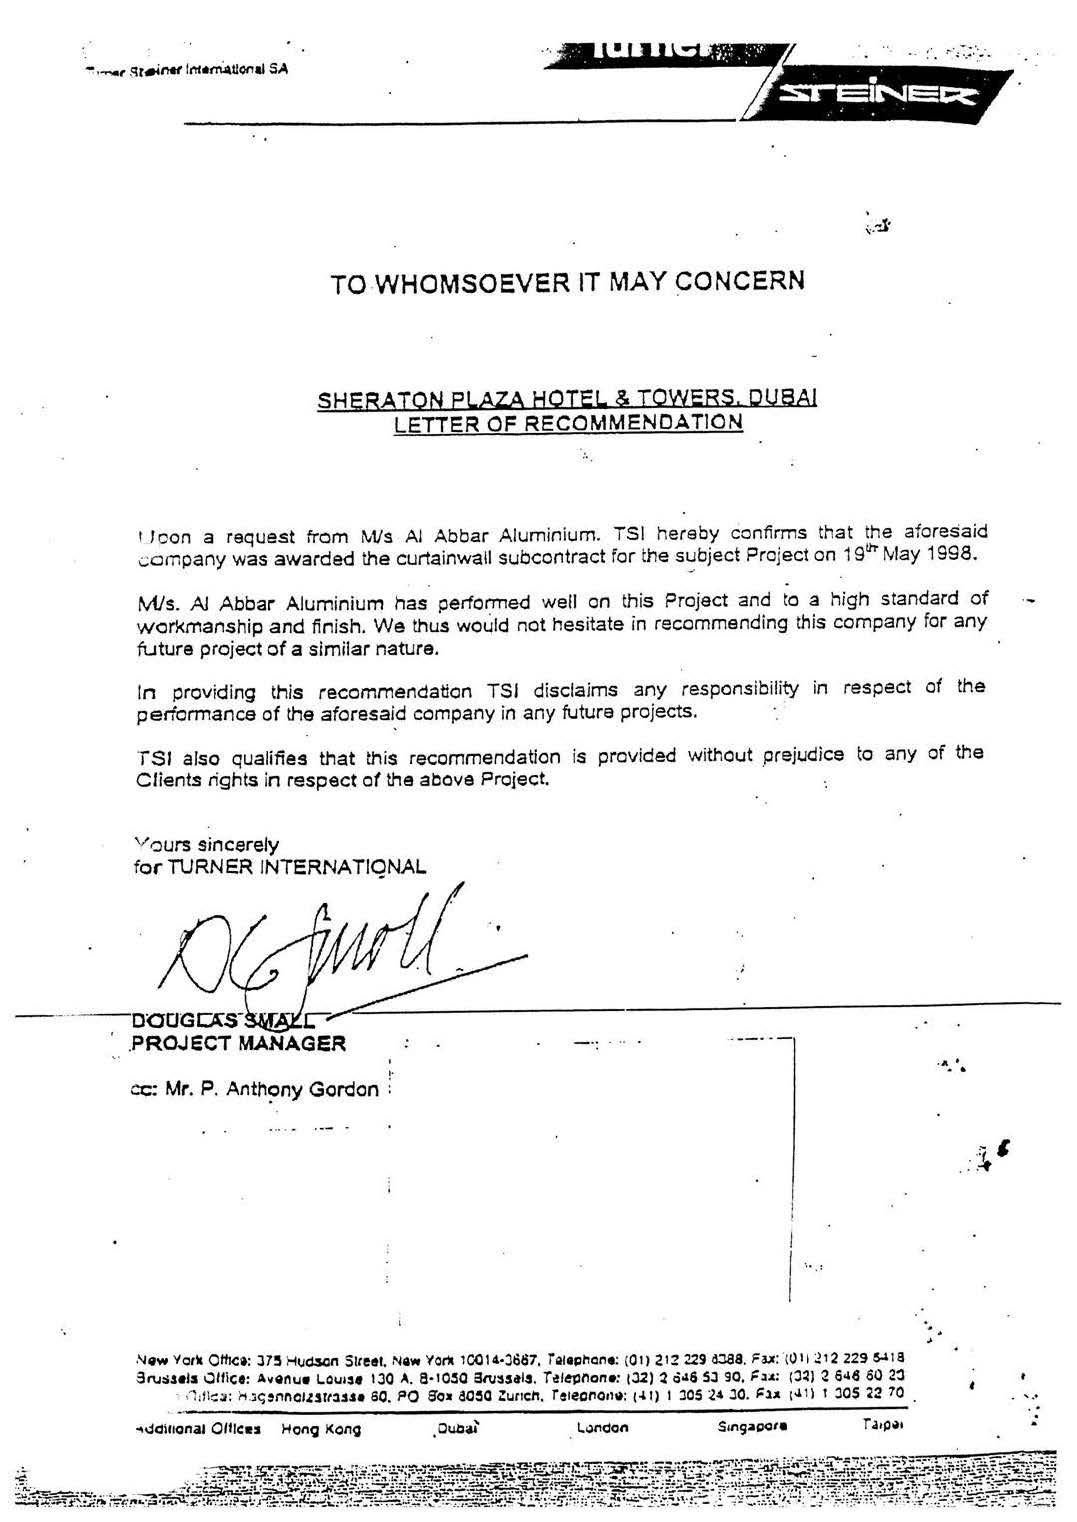 Turner Steiner International SA
Turner
STEINER
TO WHOMSOEVER IT MAY CONCERN
SHERATON PLAZA HOTEL & TOWERS, DUBAI
LETTER OF RECOMMENDATION
Upon a request from M/s Al Abbar Aluminium. TSI hereby confirms that the aforesaid
company was awarded the curtainwall subcontract for the subject Project on 19th May 1998.
M/s. Al Abbar Aluminium has performed well on this Project and to a high standard of
workmanship and finish. We thus would not hesitate in recommending this company for any
future project of a similar nature.
In providing this recommendation TSI disclaims any responsibility in respect of the
performance of the aforesaid company in any future projects.
TSI also qualifies that this recommendation is provided without prejudice to any of the
Clients rights in respect of the above Project.
Yours sincerely
for TURNER INTERNATIONAL
DOUGLAS SMALL
PROJECT MANAGER
cc: Mr. P. Anthony Gordon
New York Office: 375 Hudson Street, New York 10014-3667, Telephone: (01) 212 229 6388, Fax: (01) 212 229 5418
Brussels Office: Avenue Louise 130 A, B-1050 Brussels, Telephone: (32) 2 646 53 90, Fax: (32) 2 646 60 23
Office: Hagenholzstrasse 60, PO Box 8050 Zurich, Telephone: (41) 1 305 24 30, Fax (41) 1 305 22 70
Additional Offices Hong Kong Dubai London Singapore Taipei